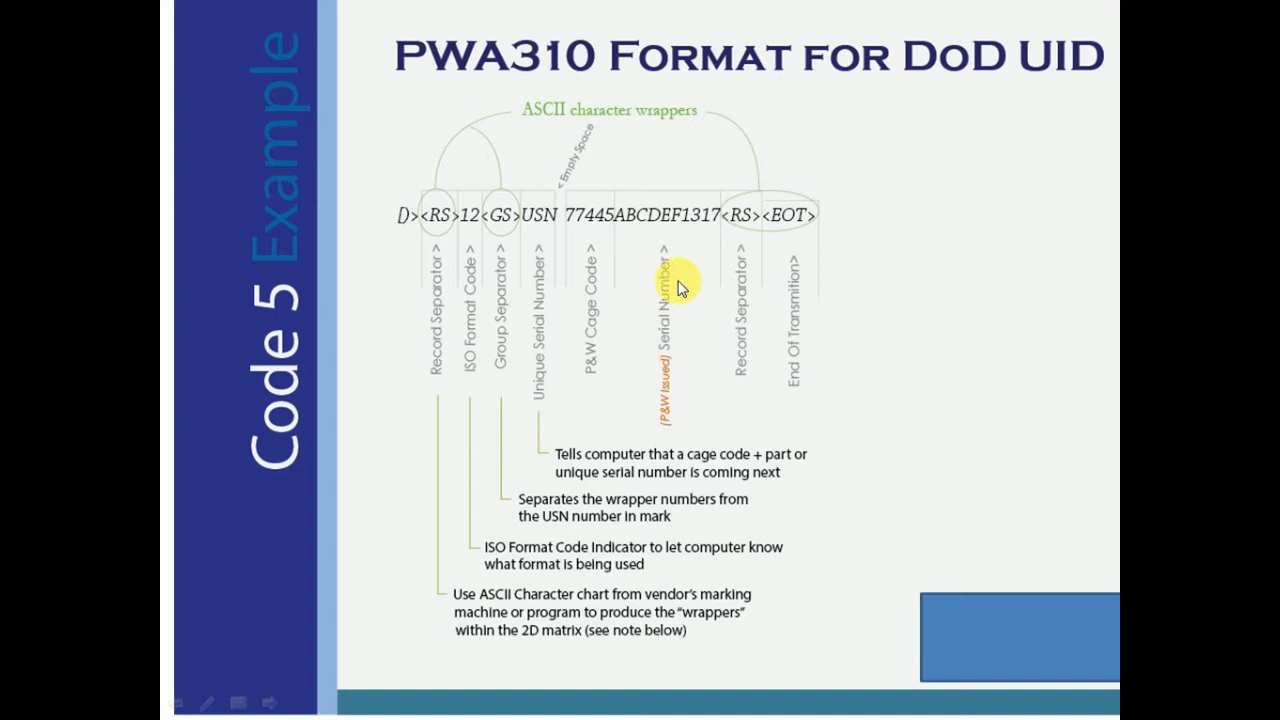 Code 5 Example
PWA310 Format for DoD UID
ASCII character wrappers
< Empty Space
[)><RS>12<GS>USN 77445ABCDEF1317<RS><EOT>
Record Separator >
ISO Format Code >
Group Separator >
Unique Serial Number >
P&W Cage Code >
(P&W Issued) Serial Number >
Record Separator >
End Of Transmition>
Tells computer that a cage code + part or
unique serial number is coming next
Separates the wrapper numbers from
the USN number in mark
ISO Format Code Indicator to let computer know
what format is being used
Use ASCII Character chart from vendor's marking
machine or program to produce the "wrappers"
within the 2D matrix (see note below)